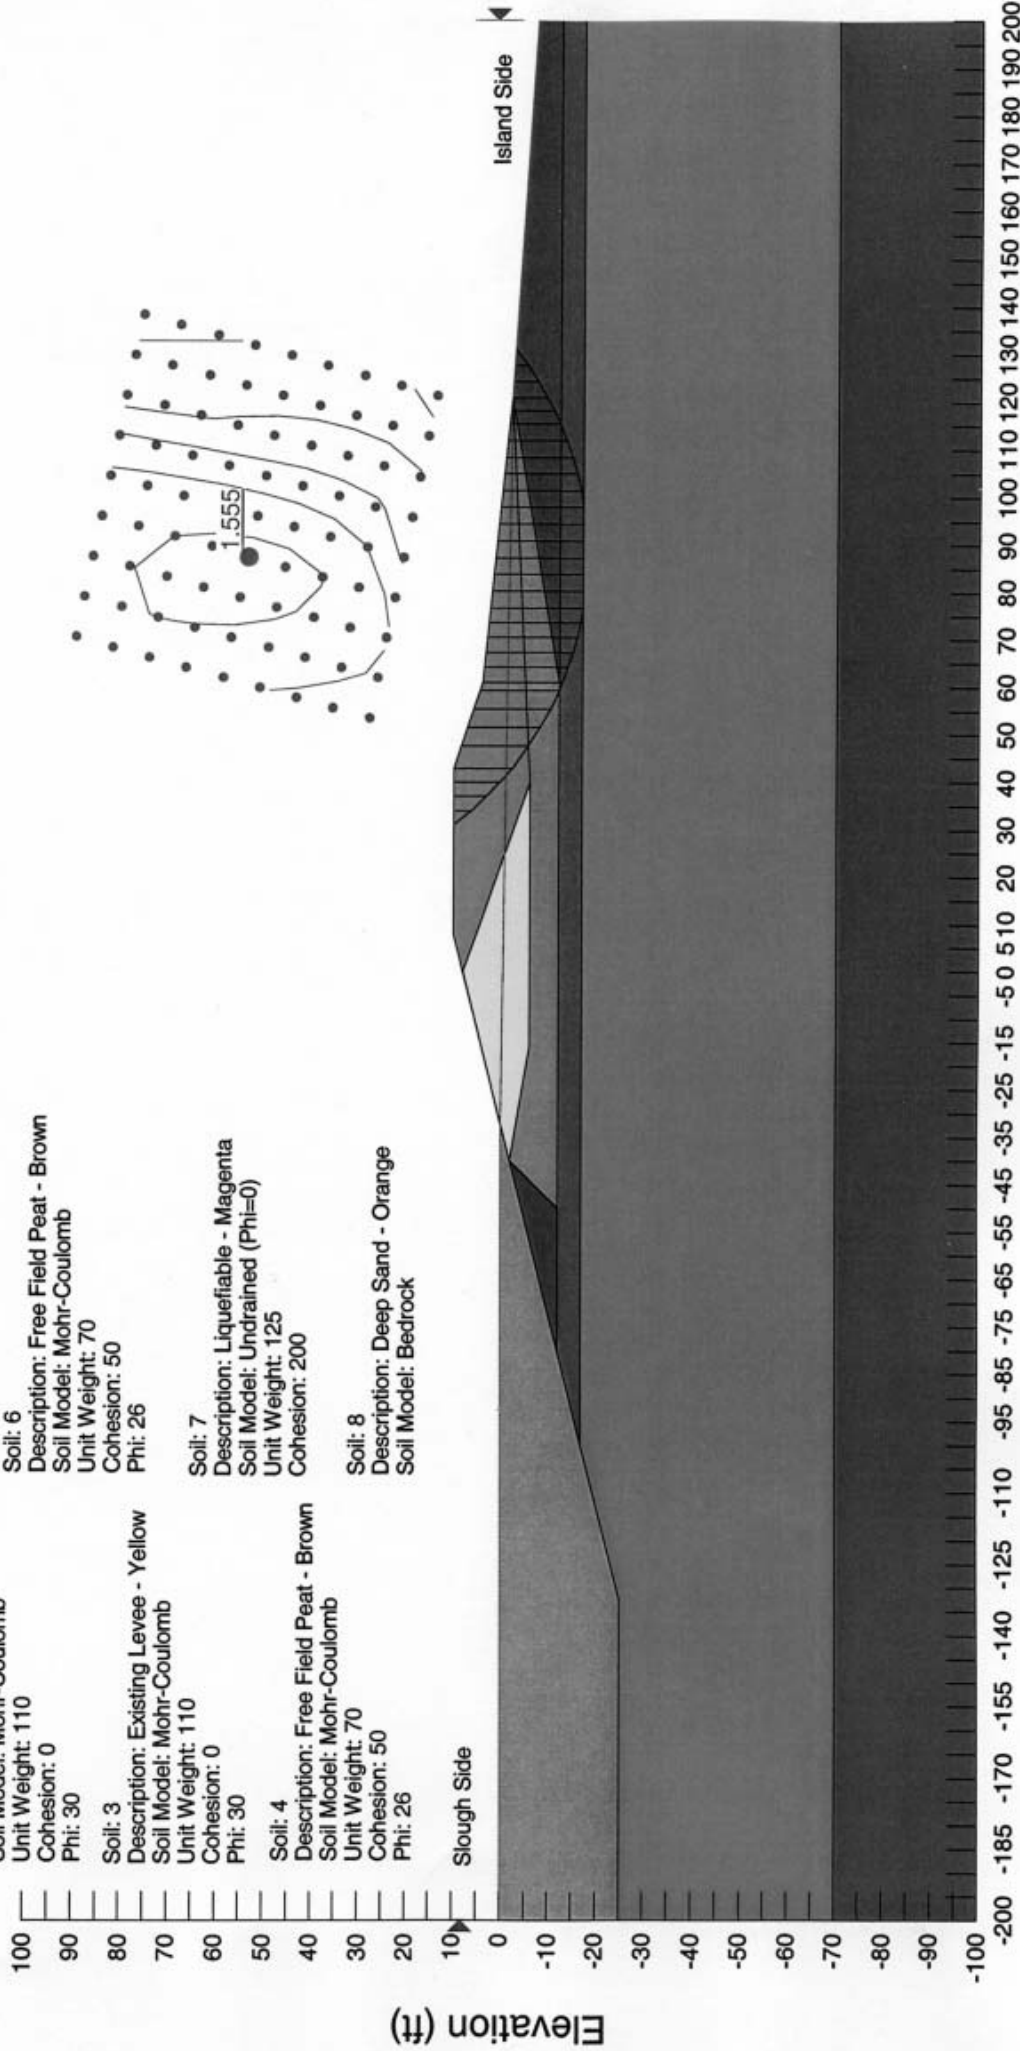 Unit Weight: 110
Cohesion: 0
Phi: 30
Soil: 3
Description: Existing Levee - Yellow
Soil Model: Mohr-Coulomb
Unit Weight: 110
Cohesion: 0
Phi: 30
Soil: 4
Description: Free Field Peat - Brown
Soil Model: Mohr-Coulomb
Unit Weight: 70
Cohesion: 50
Phi: 26
Soil: 6
Description: Free Field Peat - Brown
Soil Model: Mohr-Coulomb
Unit Weight: 70
Cohesion: 50
Phi: 26
Soil: 7
Description: Liquefiable - Magenta
Soil Model: Undrained (Phi=0)
Unit Weight: 125
Cohesion: 200
Soil: 8
Description: Deep Sand - Orange
Soil Model: Bedrock
1.555
Slough Side
Island Side
Elevation (ft)
100
90
80
70
60
50
40
30
20
10
0
-10
-20
-30
-40
-50
-60
-70
-80
-90
-100
-200 -185 -170 -155 -140 -125 -110 -95 -85 -75 -65 -55 -45 -35 -25 -15 -5 0 5 10 20 30 40 50 60 70 80 90 100 110 120 130 140 150 160 170 180 190 200